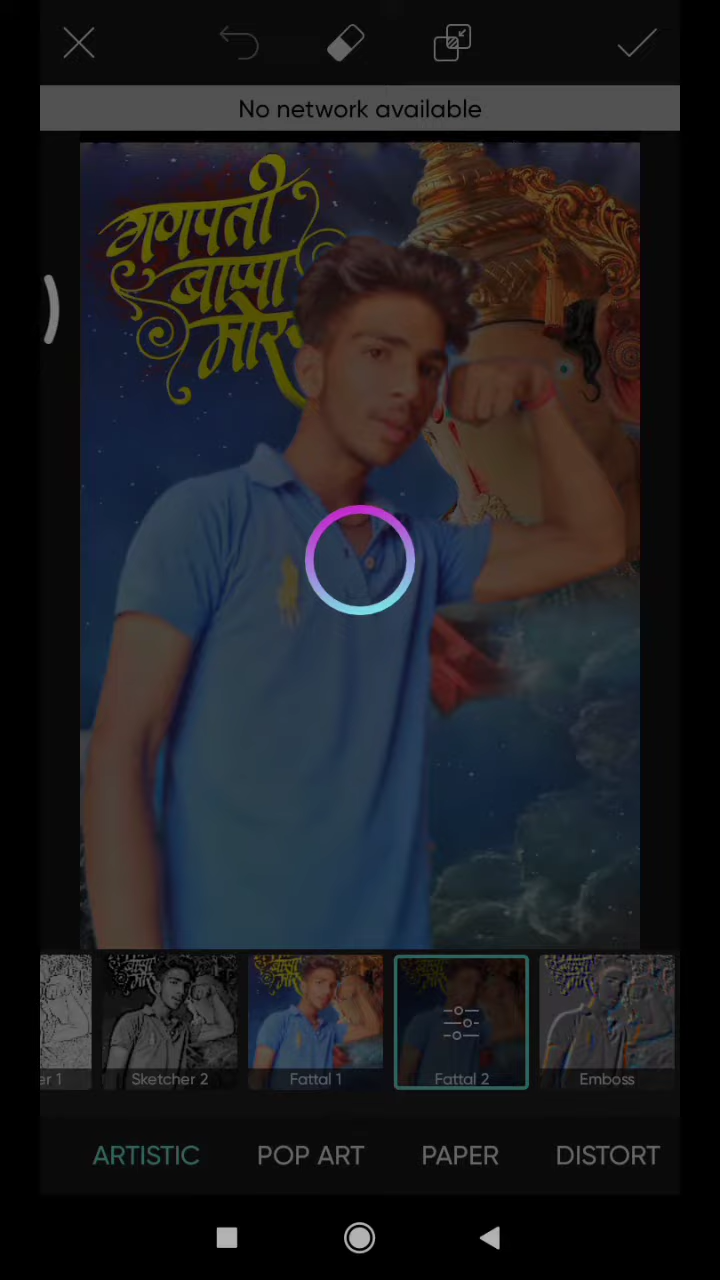 No network available
गणपती
बाप्पा
Sketcher 2
Fattal 1
Fattal 2
Emboss
ARTISTIC
POP ART
PAPER
DISTORT